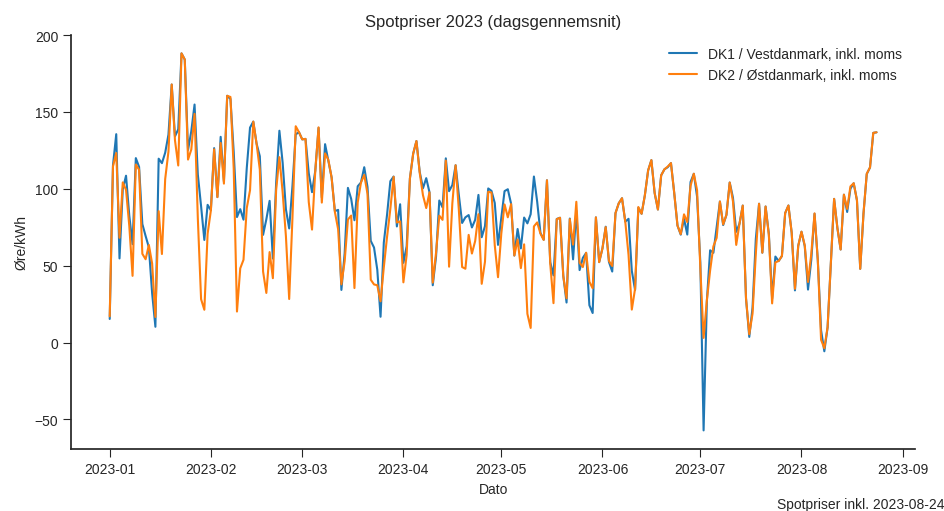 Spotpriser 2023 (dagsgennemsnit)
DK1 / Vestdanmark, inkl. moms
DK2 / Østdanmark, inkl. moms
Øre/kWh
200
150
100
50
0
−50
2023-01 2023-02 2023-03 2023-04 2023-05 2023-06 2023-07 2023-08 2023-09
Dato
Spotpriser inkl. 2023-08-24